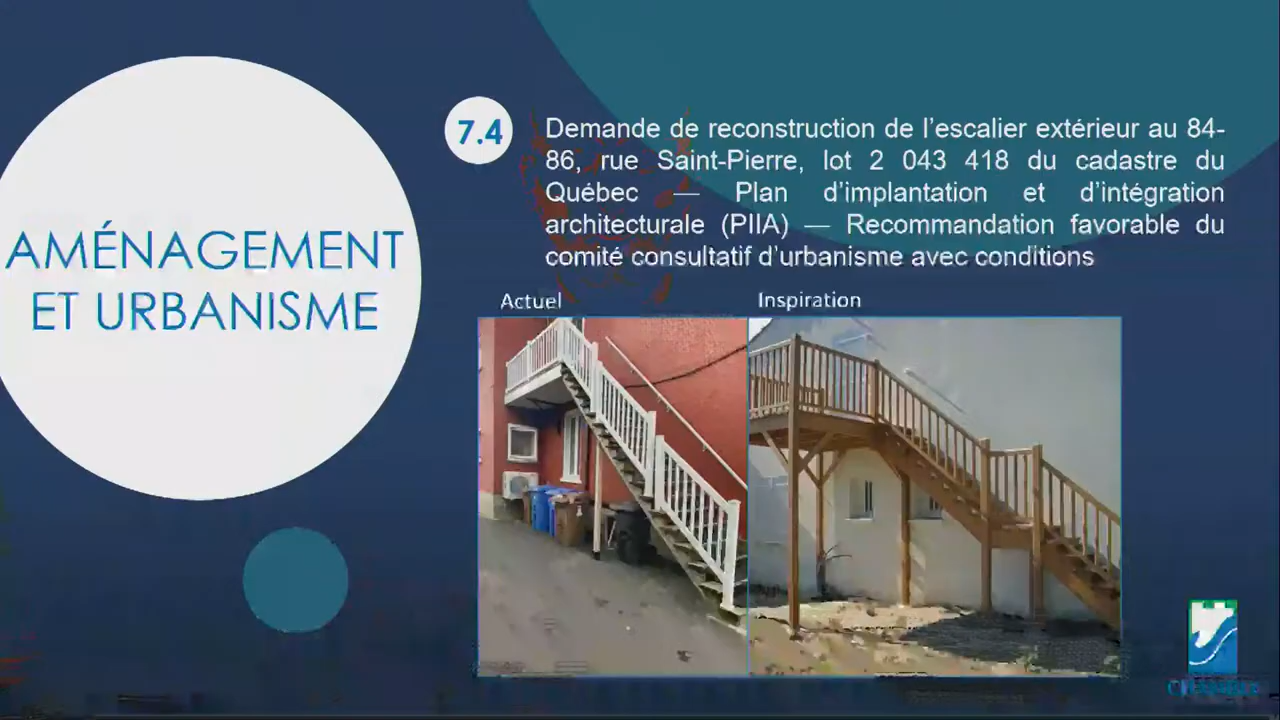 AMÉNAGEMENT
ET URBANISME
7.4
Demande de reconstruction de l’escalier extérieur au 84-
86, rue Saint-Pierre, lot 2 043 418 du cadastre du
Québec — Plan d’implantation et d’intégration
architecturale (PIIA) — Recommandation favorable du
comité consultatif d’urbanisme avec conditions
Actuel
Inspiration